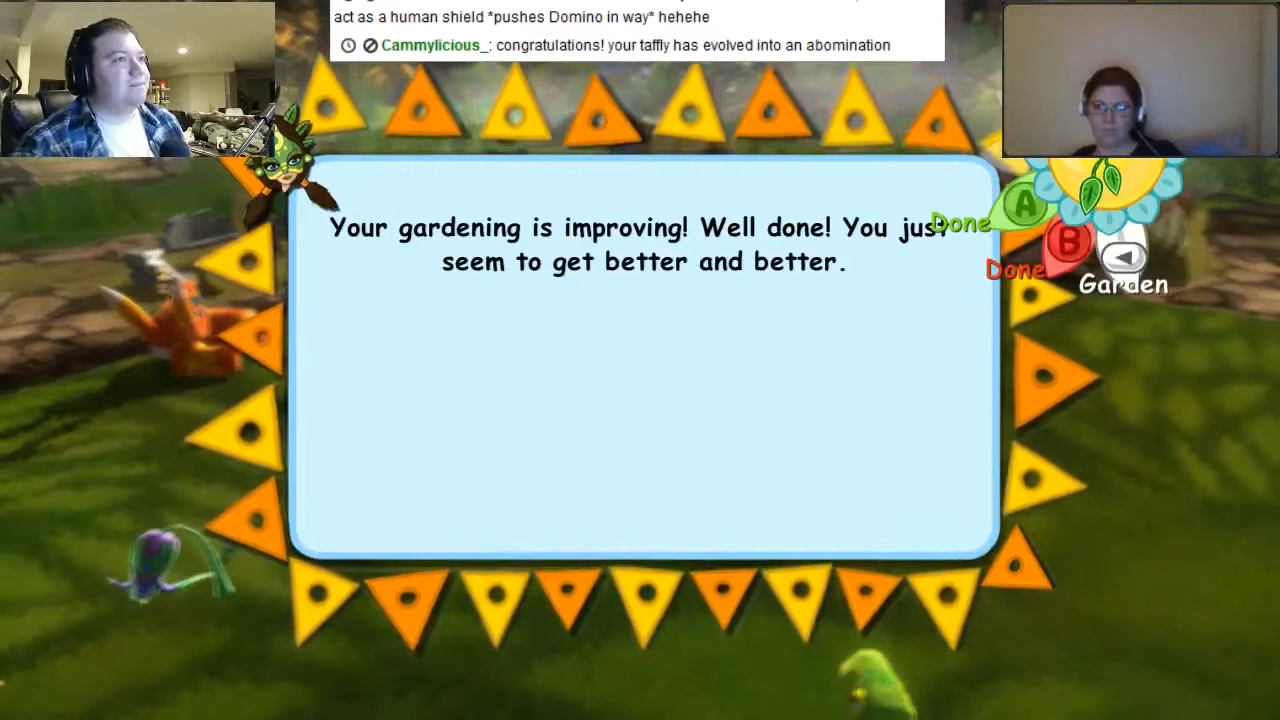 act as a human shield *pushes Domino in way* hehehe
Cammylicious_: congratulations! your taffly has evolved into an abomination
Your gardening is improving! Well done! You just
seem to get better and better.
Done
A
B
Done
Garden